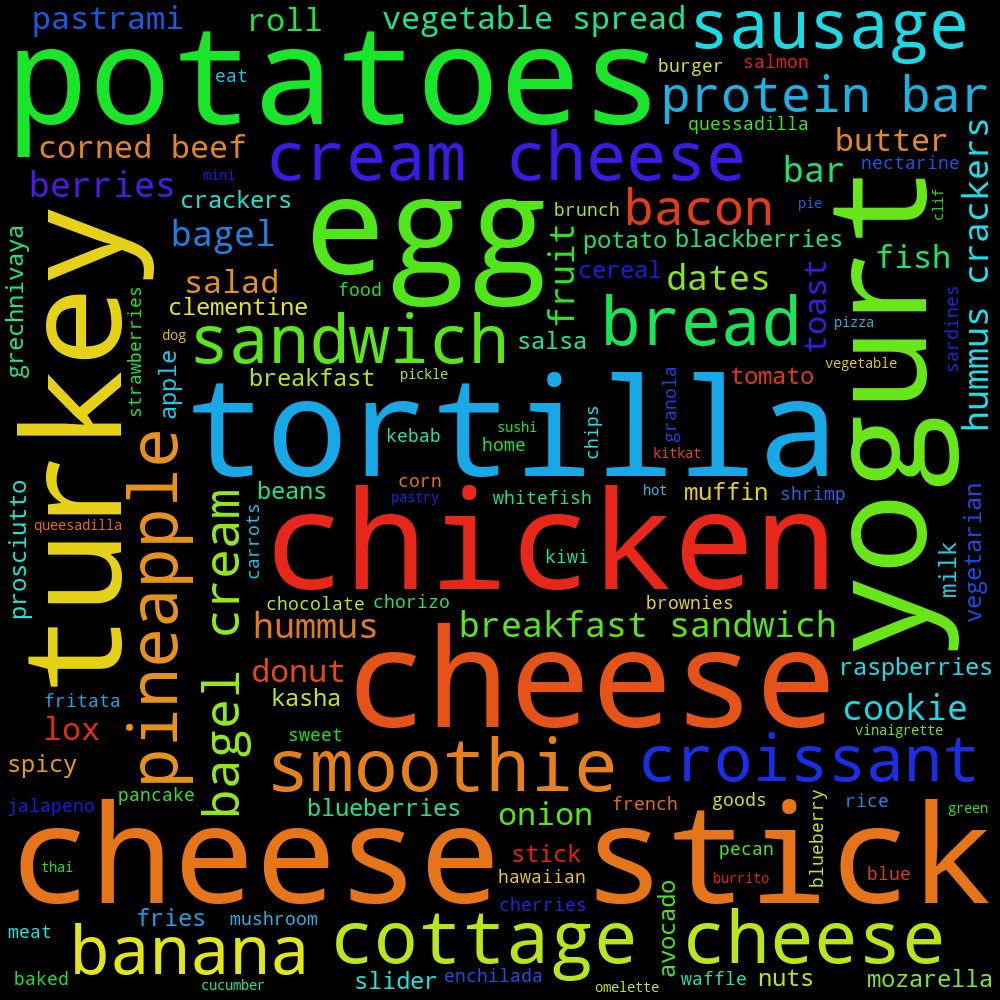 pastrami
roll
vegetable spread
sausage
potatoes
eat
burger
salmon
protein bar
quessadilla
corned beef
cream cheese
butter
berries
mini
bar
nectarine
crackers
egg
brunch
bacon
pie
clif
hummus crackers
bagel
fruit
potato
blackberries
yogurt
fish
grechnivaya
turkey
salad
food
cereal
dates
toast
clementine
strawberries
dog
sandwich
salsa
bread
pizza
sardines
apple
breakfast
pickle
granola
tomato
vegetable
tortilla
kebab
sushi
home
chips
kitkat
pineapple
beans
corn
pastry
whitefish
hot
muffin
shrimp
prosciutto
queesadilla
bagel cream
carrots
chicken
kiwi
milk
vegetarian
chocolate
chorizo
brownies
hummus
breakfast sandwich
donut
cheese
raspberries
fritata
kasha
cookie
lox
sweet
vinaigrette
spicy
smoothie
croissant
jalapeno
pancake
blueberries
onion
french
goods
blueberry
rice
green
cheese stick
thai
stick
pecan
hawaiian
burrito
blue
fries
mushroom
cherries
avocado
meat
banana
cottage cheese
baked
cucumber
slider
enchilada
omelette
waffle
nuts
mozarella